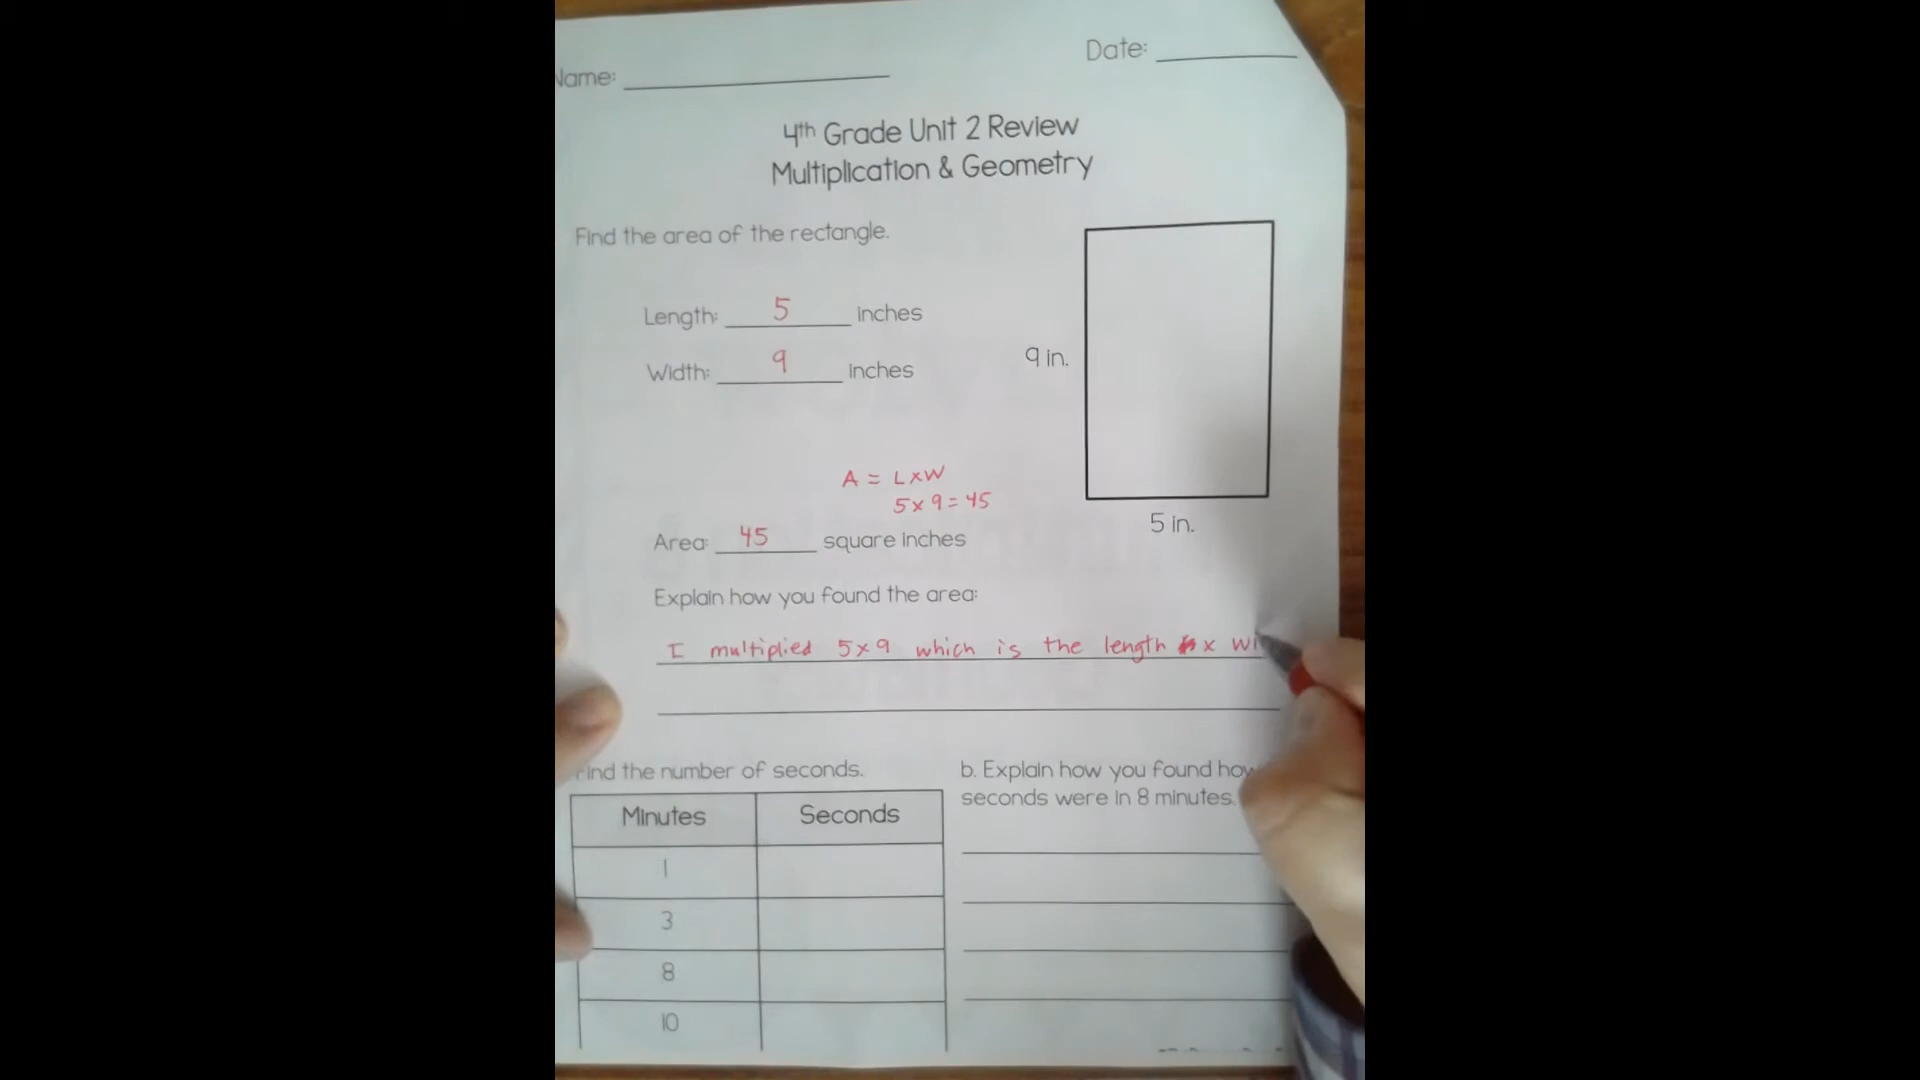 Name:
Date:
4th Grade Unit 2 Review
Multiplication & Geometry
Find the area of the rectangle.
Length: 5 inches
Width: 9 inches
9 in.
A = L x W
5 x 9 = 45
5 in.
Area: 45 square inches
Explain how you found the area:
I multiplied 5 x 9 which is the length x wi
Find the number of seconds.
Minutes Seconds
1
3
8
10
b. Explain how you found how
seconds were in 8 minutes.